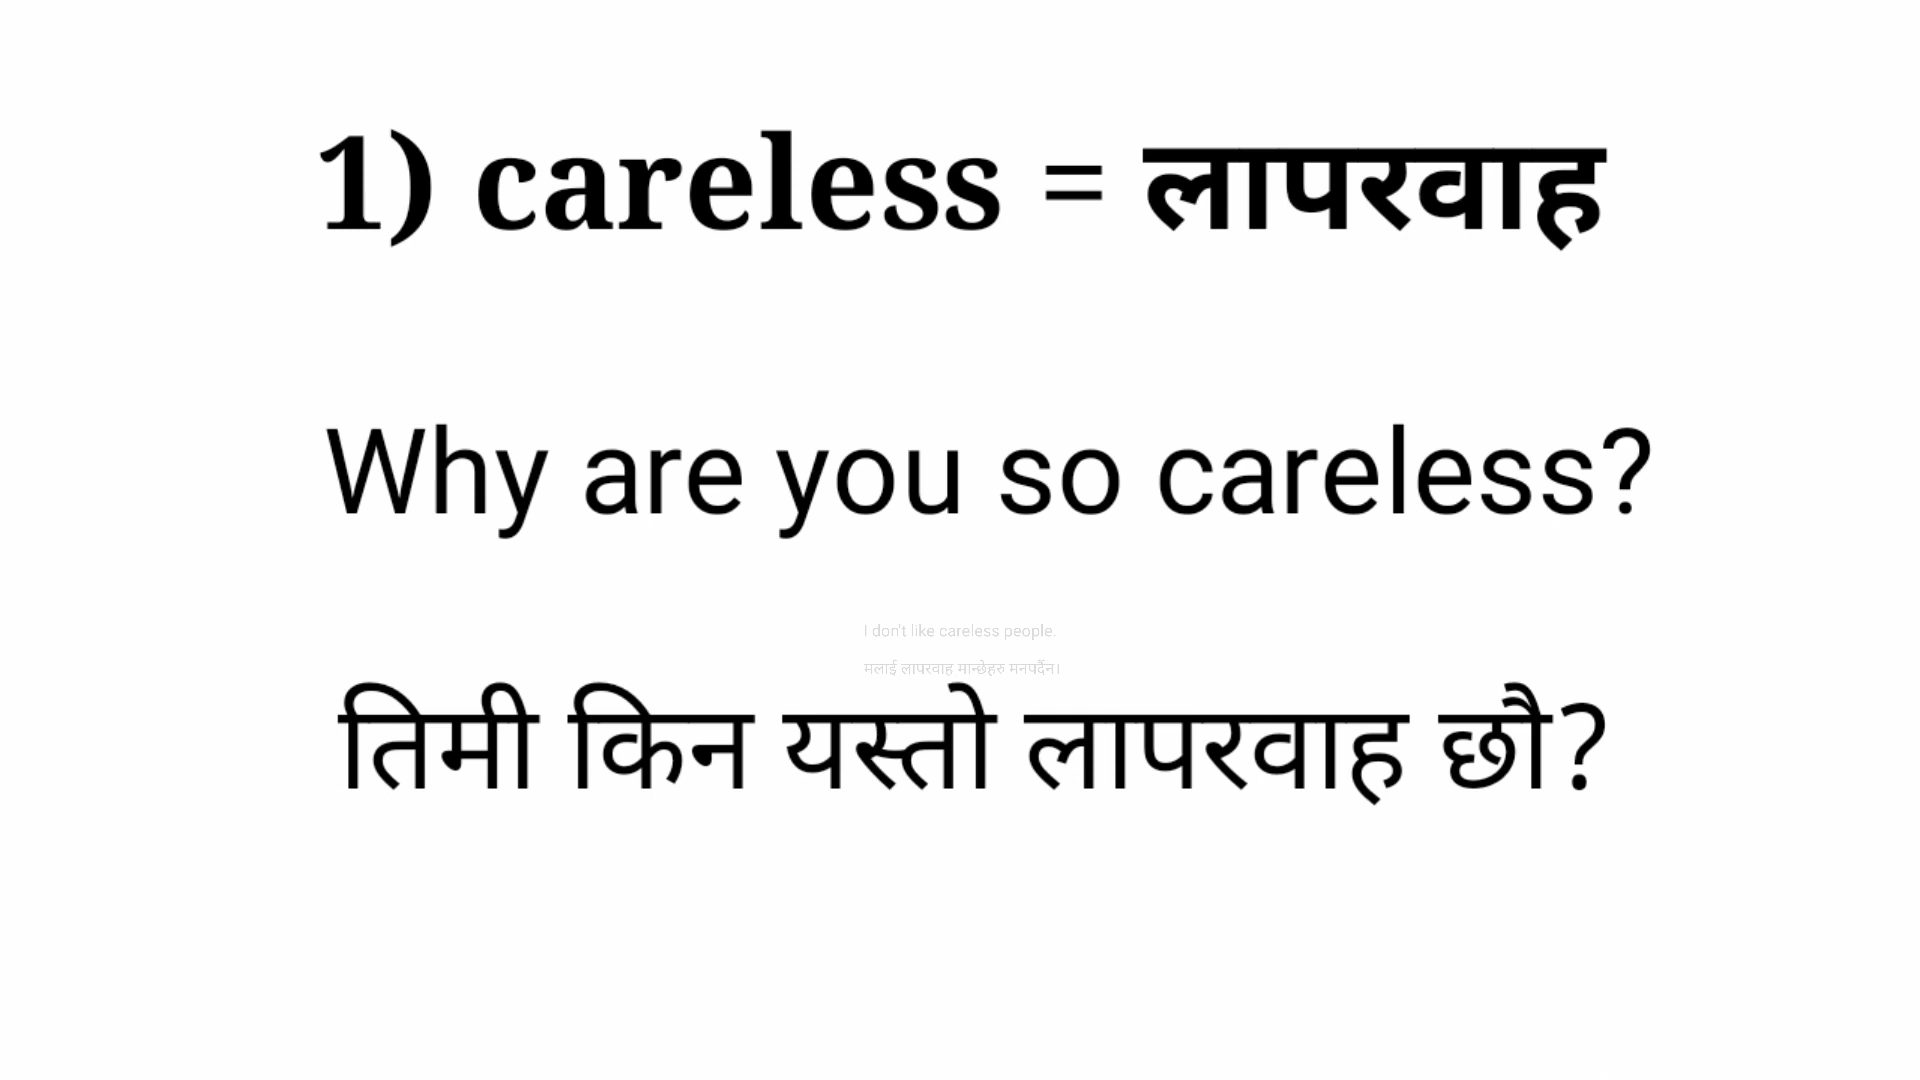 1) careless = लापरवाह
Why are you so careless?
I don't like careless people.
मलाई लापरवाह मान्छेहरु मनपर्दैन।
तिमी किन यस्तो लापरवाह छौ?